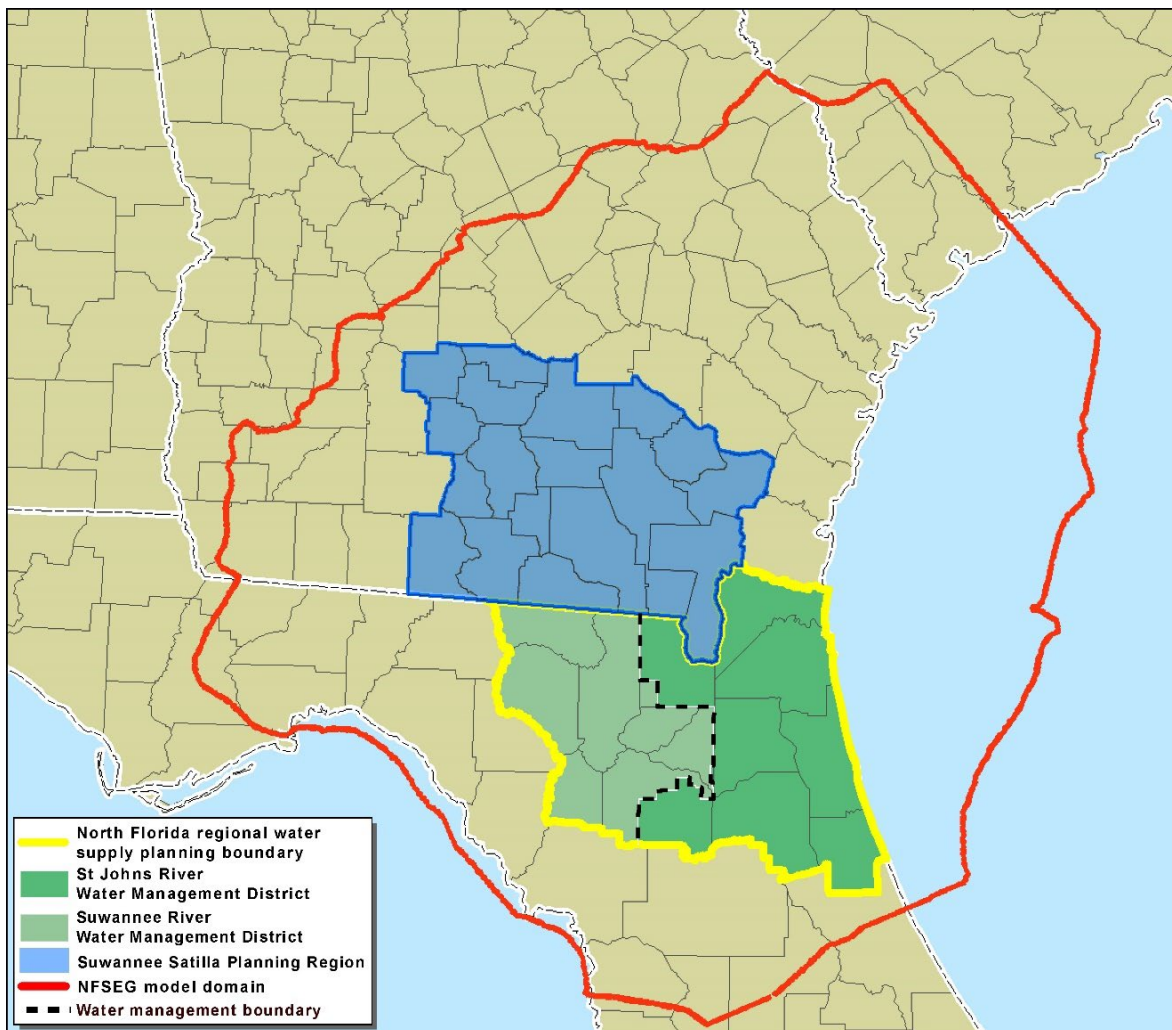 North Florida regional water
supply planning boundary
St Johns River
Water Management District
Suwannee River
Water Management District
Suwannee Satilla Planning Region
NFSEG model domain
Water management boundary